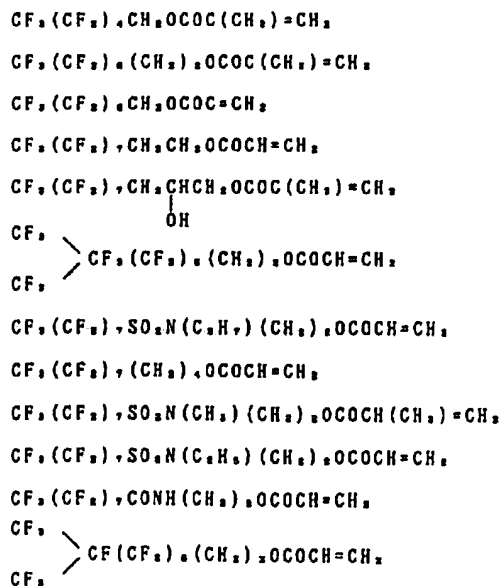 CF₃(CF₂)₄CH₂OCOC(CH₃)=CH₂
CF₃(CF₂)₆(CH₂)₂OCOC(CH₃)=CH₂
CF₃(CF₂)₆CH₂OCOC=CH₂
CF₃(CF₂)₇CH₂CH₂OCOCH=CH₂
CF₃(CF₂)₇CH₂CHCH₂OCOC(CH₃)=CH₂
OH
CF₃
CF₃(CF₂)₆(CH₂)₂OCOCH=CH₂
CF₃
CF₃(CF₂)₇SO₂N(C₃H₇)(CH₂)₂OCOCH=CH₂
CF₃(CF₂)₇(CH₂)₄OCOCH=CH₂
CF₃(CF₂)₇SO₂N(CH₃)(CH₂)₂OCOCH(CH₃)=CH₂
CF₃(CF₂)₇SO₂N(C₂H₅)(CH₂)₂OCOCH=CH₂
CF₃(CF₂)₇CONH(CH₂)₂OCOCH=CH₂
CF₃
CF(CF₂)₆(CH₂)₃OCOCH=CH₂
CF₃